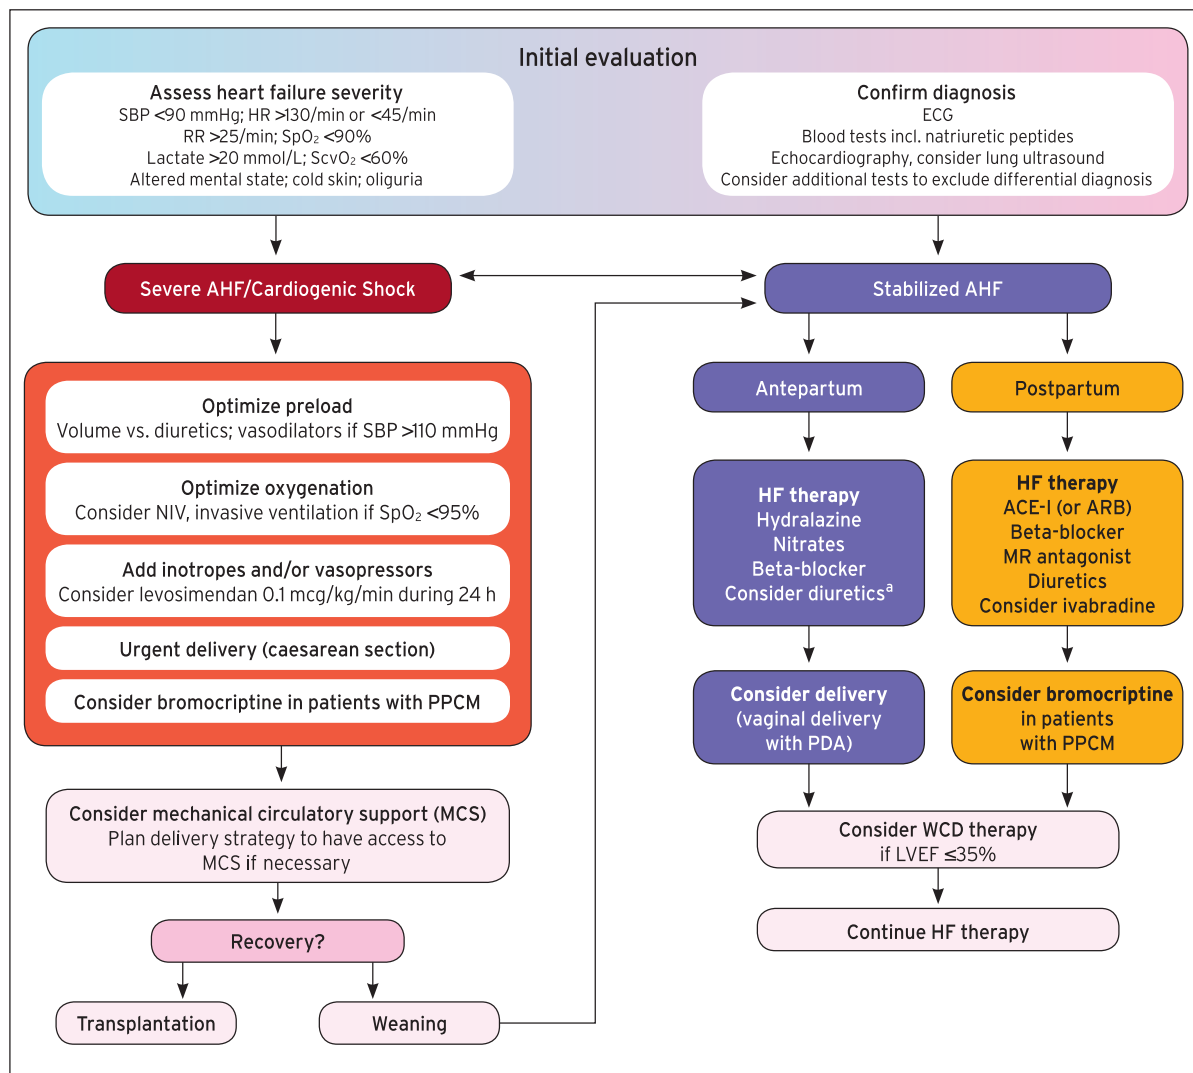 Initial evaluation
Assess heart failure severity
SBP <90 mmHg; HR >130/min or <45/min
RR >25/min; SpO₂ <90%
Lactate >20 mmol/L; ScvO₂ <60%
Altered mental state; cold skin; oliguria
Confirm diagnosis
ECG
Blood tests incl. natriuretic peptides
Echocardiography, consider lung ultrasound
Consider additional tests to exclude differential diagnosis
Severe AHF/Cardiogenic Shock
Stabilized AHF
Optimize preload
Volume vs. diuretics; vasodilators if SBP >110 mmHg
Optimize oxygenation
Consider NIV, invasive ventilation if SpO₂ <95%
Add inotropes and/or vasopressors
Consider levosimendan 0.1 mcg/kg/min during 24 h
Urgent delivery (caesarean section)
Consider bromocriptine in patients with PPCM
Consider mechanical circulatory support (MCS)
Plan delivery strategy to have access to
MCS if necessary
Recovery?
Transplantation
Weaning
Antepartum
HF therapy
Hydralazine
Nitrates
Beta-blocker
Consider diureticsᵃ
Consider delivery
(vaginal delivery
with PDA)
Postpartum
HF therapy
ACE-I (or ARB)
Beta-blocker
MR antagonist
Diuretics
Consider ivabradine
Consider bromocriptine
in patients
with PPCM
Consider WCD therapy
if LVEF ≤35%
Continue HF therapy